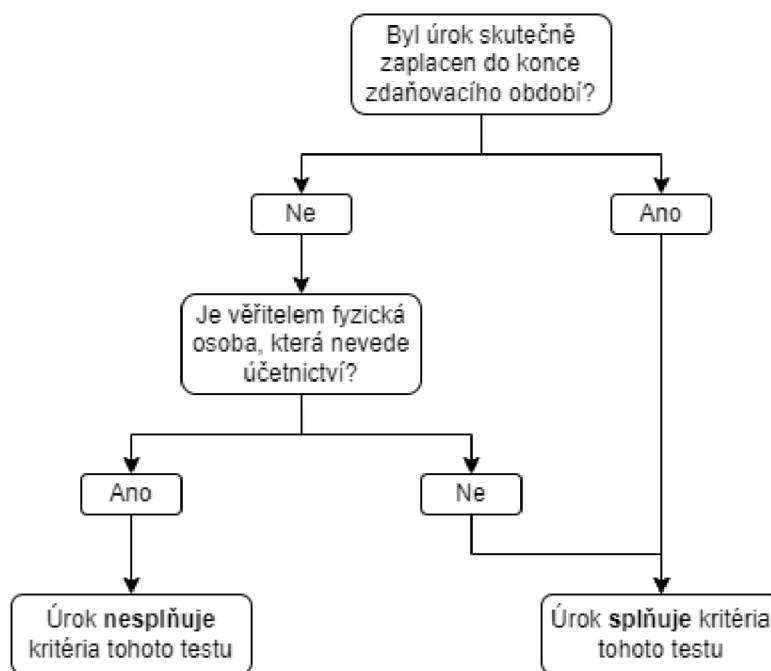 Byl úrok skutečně
zaplacen do konce
zdaňovacího období?
Ne
Ano
Je věřitelem fyzická
osoba, která nevede
účetnictví?
Ano
Ne
Úrok nesplňuje
kritéria tohoto testu
Úrok splňuje kritéria
tohoto testu